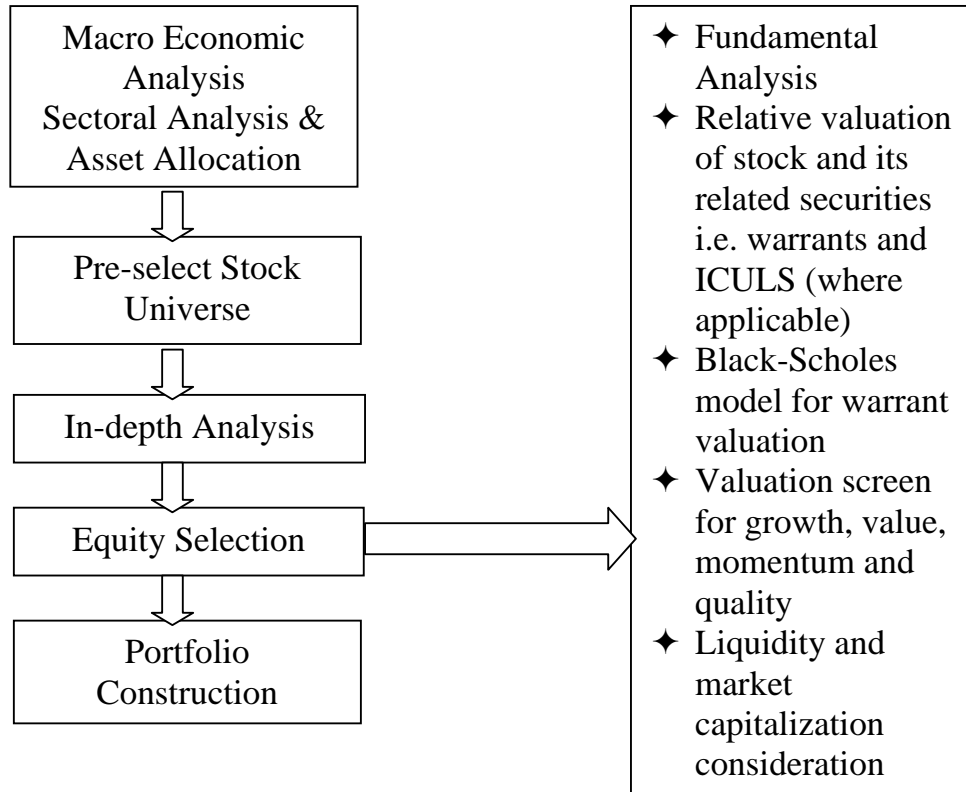 Macro Economic
Analysis
Sectoral Analysis &
Asset Allocation
Pre-select Stock
Universe
In-depth Analysis
Equity Selection
Portfolio
Construction
✦ Fundamental
Analysis
✦ Relative valuation
of stock and its
related securities
i.e. warrants and
ICULS (where
applicable)
✦ Black-Scholes
model for warrant
valuation
✦ Valuation screen
for growth, value,
momentum and
quality
✦ Liquidity and
market
capitalization
consideration